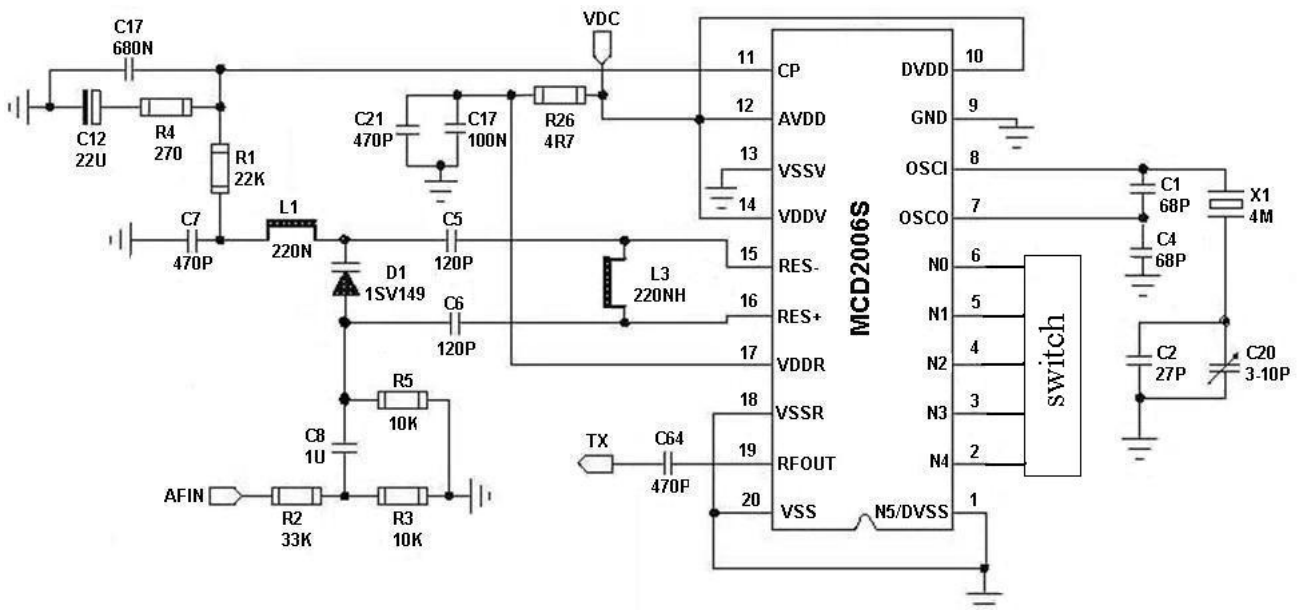 C17
680N
C12
22U
R4
270
R1
22K
C7
470P
L1
220N
D1
1SV149
C5
120P
C6
120P
L3
220NH
VDC
C21
470P
C17
100N
R26
4R7
R5
10K
C8
1U
AFIN
R2
33K
R3
10K
TX
C64
470P
11 CP
12 AVDD
13 VSSV
14 VDDV
15 RES-
16 RES+
17 VDDR
18 VSSR
19 RFOUT
20 VSS
MCD2006S
DVDD 10
GND 9
OSCI 8
OSCO 7
N0 6
N1 5
N2 4
N3 3
N4 2
N5/DVSS 1
switch
C1
68P
C4
68P
X1
4M
C2
27P
C20
3-10P